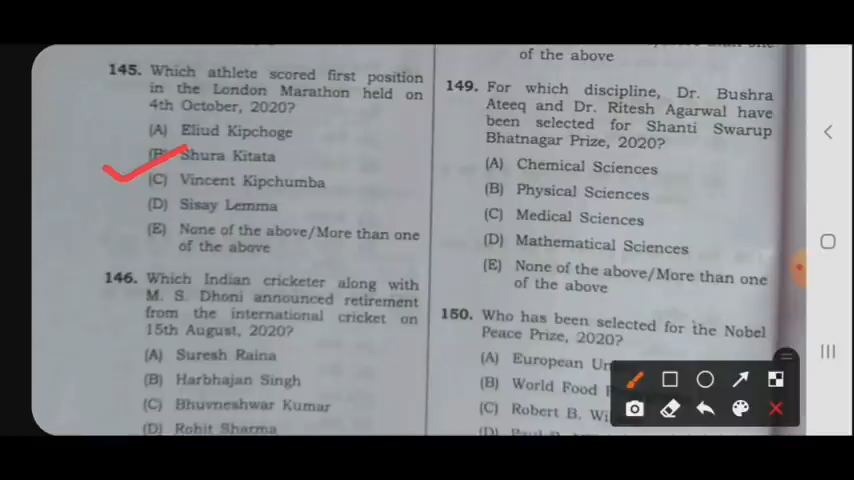 145. Which athlete scored first position
in the London Marathon held on
4th October, 2020?
(A) Eliud Kipchoge
(B) Shura Kitata
(C) Vincent Kipchumba
(D) Sisay Lemma
(E) None of the above/More than one
of the above
146. Which Indian cricketer along with
M. S. Dhoni announced retirement
from the international cricket on
15th August, 2020?
(A) Suresh Raina
(B) Harbhajan Singh
(C) Bhuvneshwar Kumar
(D) Rohit Sharma
of the above
149. For which discipline, Dr. Bushra
Ateeq and Dr. Ritesh Agarwal have
been selected for Shanti Swarup
Bhatnagar Prize, 2020?
(A) Chemical Sciences
(B) Physical Sciences
(C) Medical Sciences
(D) Mathematical Sciences
(E) None of the above/More than one
of the above
150. Who has been selected for the Nobel
Peace Prize, 2020?
(A) European
(B) World Food
(C) Robert B.
(D)